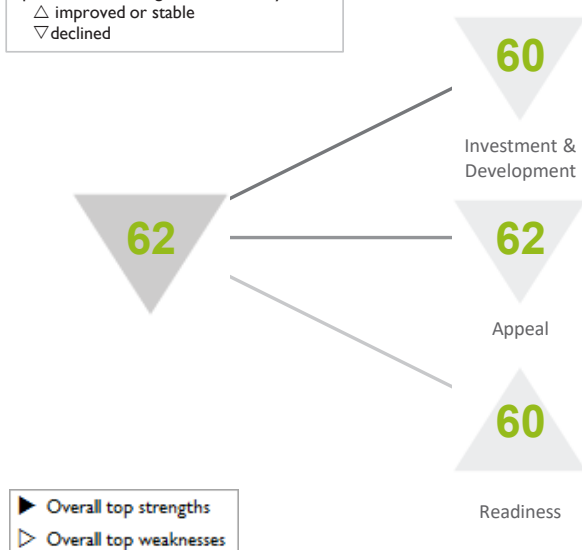 △ improved or stable
▽ declined
60
Investment &
Development
62
62
Appeal
60
Readiness
▶ Overall top strengths
▷ Overall top weaknesses